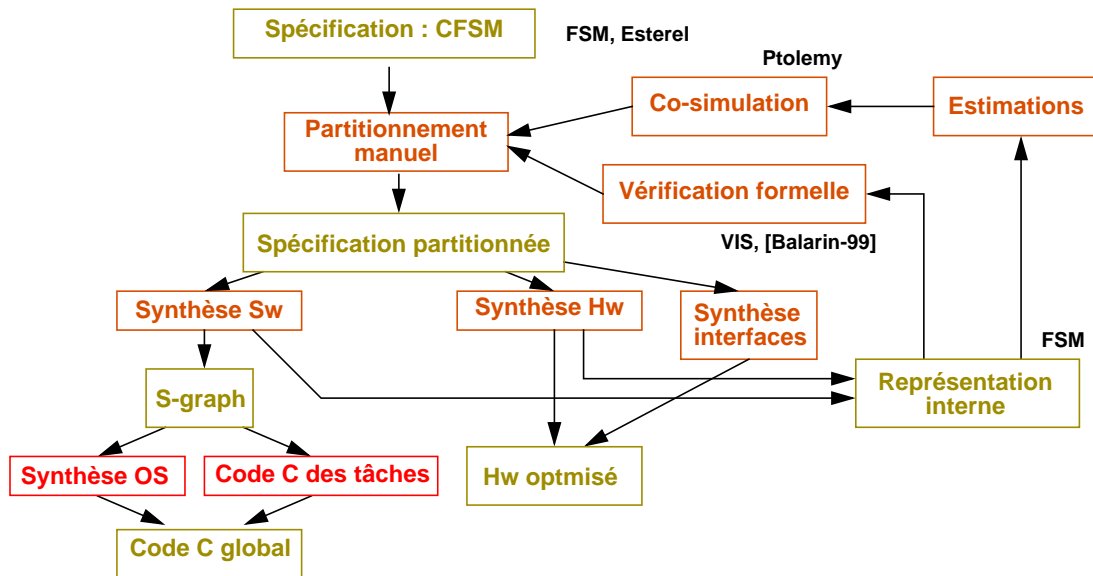 Spécification : CFSM
FSM, Esterel
Ptolemy
Co-simulation
Estimations
Partitionnement
manuel
Vérification formelle
VIS, [Balarin-99]
Spécification partitionnée
Synthèse Sw
Synthèse Hw
Synthèse
interfaces
FSM
Représentation
interne
S-graph
Synthèse OS
Code C des tâches
Hw optmisé
Code C global